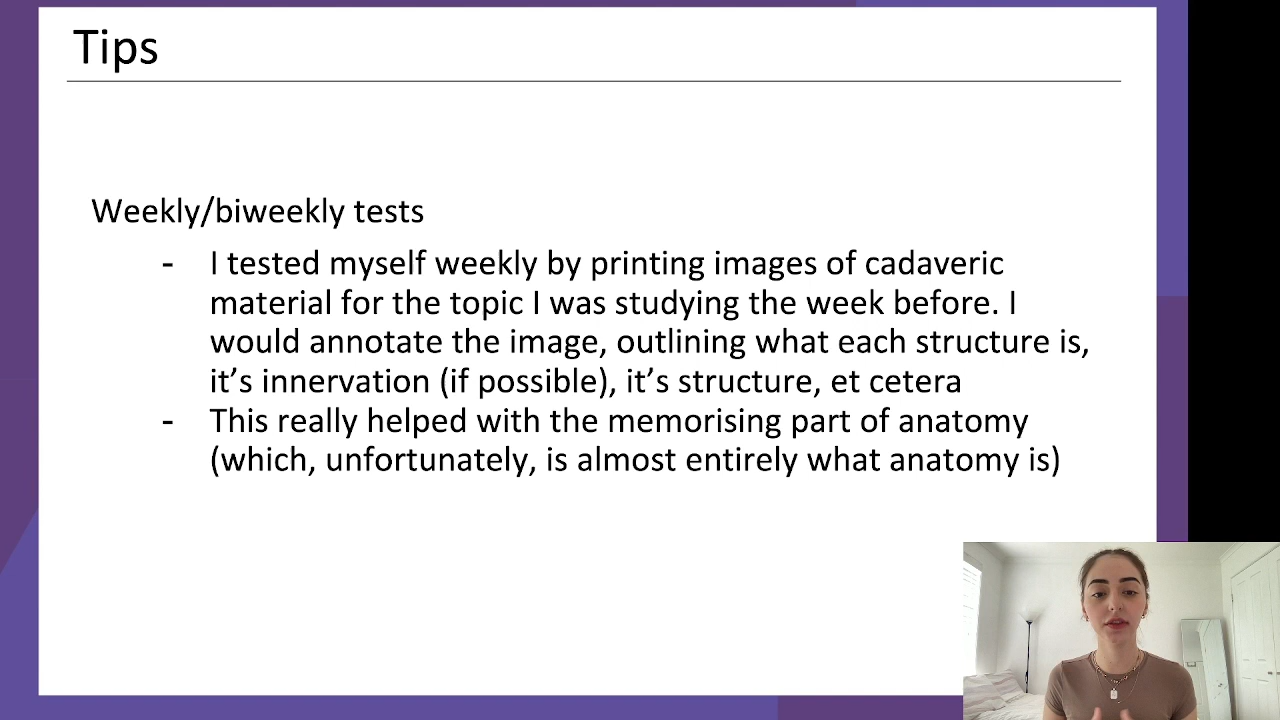 Tips
Weekly/biweekly tests
- I tested myself weekly by printing images of cadaveric
material for the topic I was studying the week before. I
would annotate the image, outlining what each structure is,
it’s innervation (if possible), it’s structure, et cetera
- This really helped with the memorising part of anatomy
(which, unfortunately, is almost entirely what anatomy is)